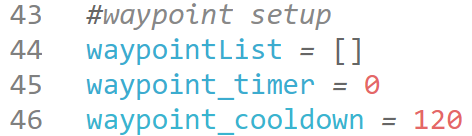 43 #waypoint setup
44 waypointList = []
45 waypoint_timer = 0
46 waypoint_cooldown = 120